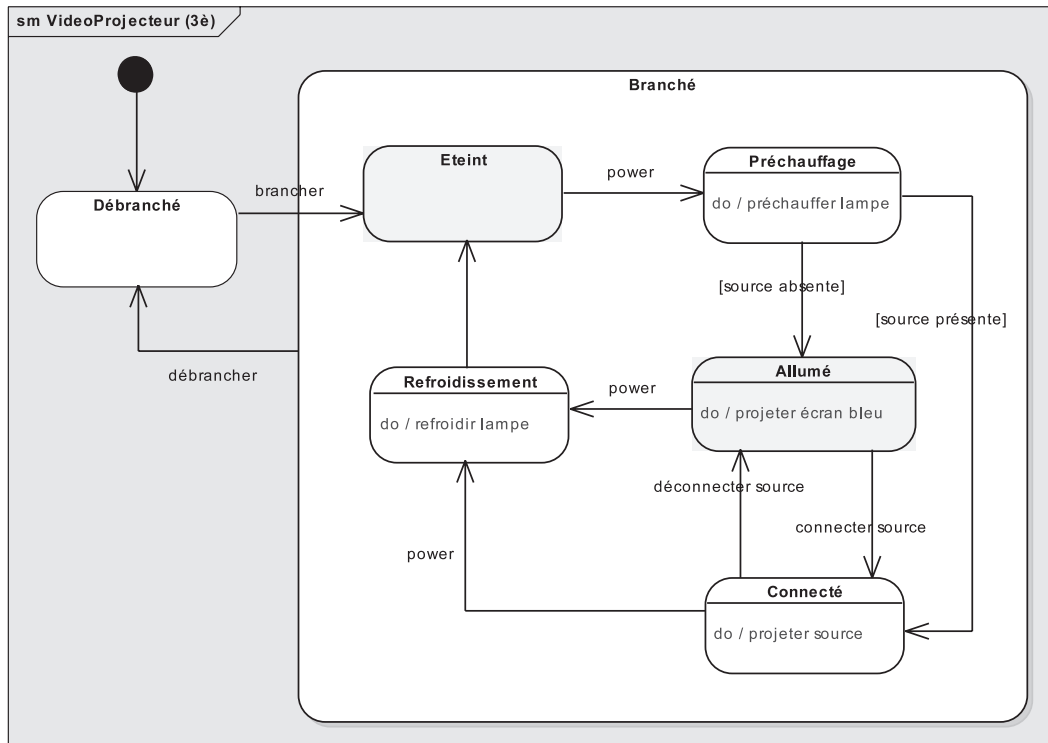 sm VideoProjecteur (3è)
Branché
Eteint
Préchauffage
power
brancher
Débranché
do / préchauffer lampe
[source absente]
[source présente]
débrancher
Refroidissement
power
Allumé
do / refroidir lampe
do / projeter écran bleu
déconnecter source
connecter source
power
Connecté
do / projeter source